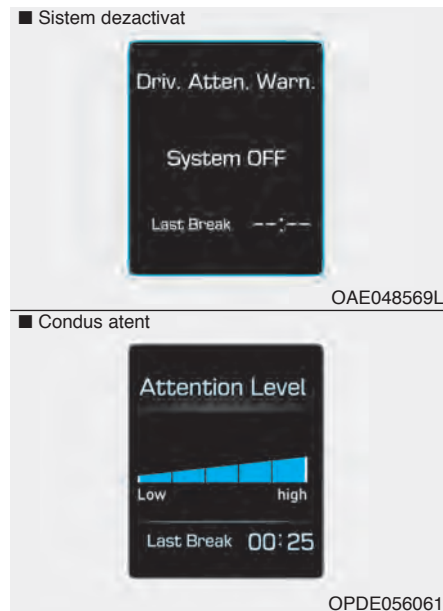 ■ Sistem dezactivat
Driv. Atten. Warn.
System OFF
Last Break --:--
OAE048569L
■ Condus atent
Attention Level
Low high
Last Break 00:25
OPDE056061